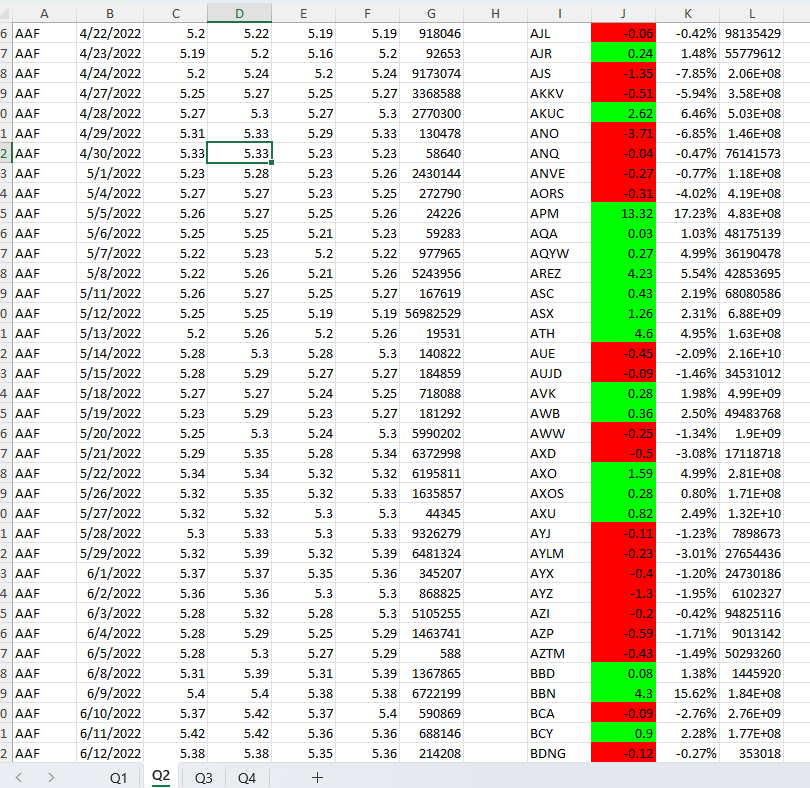 A B C D E F G H I J K L
6 AAF 4/22/2022 5.2 5.22 5.19 5.19 918046 AJL -0.06 -0.42% 98135429
7 AAF 4/23/2022 5.19 5.2 5.16 5.2 92653 AJR 0.24 1.48% 55779612
8 AAF 4/24/2022 5.2 5.24 5.2 5.24 9173074 AJS -1.35 -7.85% 2.06E+08
9 AAF 4/27/2022 5.25 5.27 5.25 5.27 3368588 AKKV -0.51 -5.94% 3.58E+08
0 AAF 4/28/2022 5.27 5.3 5.27 5.3 2770300 AKUC 2.62 6.46% 5.03E+08
1 AAF 4/29/2022 5.31 5.33 5.29 5.33 130478 ANO -3.71 -6.85% 1.46E+08
2 AAF 4/30/2022 5.33 5.33 5.23 5.23 58640 ANQ -0.04 -0.47% 76141573
3 AAF 5/1/2022 5.23 5.28 5.23 5.26 2430144 ANVE -0.27 -0.77% 1.18E+08
4 AAF 5/4/2022 5.27 5.27 5.23 5.25 272790 AORS -0.31 -4.02% 4.19E+08
5 AAF 5/5/2022 5.26 5.27 5.25 5.26 24226 APM 13.32 17.23% 4.83E+08
6 AAF 5/6/2022 5.25 5.25 5.21 5.23 59283 AQA 0.03 1.03% 48175139
7 AAF 5/7/2022 5.22 5.23 5.2 5.22 977965 AQYW 0.27 4.99% 36190478
8 AAF 5/8/2022 5.22 5.26 5.21 5.26 5243956 AREZ 4.23 5.54% 42853695
9 AAF 5/11/2022 5.26 5.27 5.25 5.27 167619 ASC 0.43 2.19% 68080586
0 AAF 5/12/2022 5.25 5.25 5.19 5.19 56982529 ASX 1.26 2.31% 6.88E+09
1 AAF 5/13/2022 5.2 5.26 5.2 5.26 19531 ATH 4.6 4.95% 1.63E+08
2 AAF 5/14/2022 5.28 5.3 5.28 5.3 140822 AUE -0.45 -2.09% 2.16E+10
3 AAF 5/15/2022 5.28 5.29 5.27 5.27 184859 AUJD -0.09 -1.46% 34531012
4 AAF 5/18/2022 5.27 5.27 5.24 5.25 718088 AVK 0.28 1.98% 4.99E+09
5 AAF 5/19/2022 5.23 5.29 5.23 5.27 181292 AWB 0.36 2.50% 49483768
6 AAF 5/20/2022 5.25 5.3 5.24 5.3 5990202 AWW -0.25 -1.34% 1.9E+09
7 AAF 5/21/2022 5.29 5.35 5.28 5.34 6372998 AXD -0.5 -3.08% 17118718
8 AAF 5/22/2022 5.34 5.34 5.32 5.32 6195811 AXO 1.59 4.99% 2.81E+08
9 AAF 5/26/2022 5.32 5.35 5.32 5.33 1635857 AXOS 0.28 0.80% 1.71E+08
0 AAF 5/27/2022 5.32 5.32 5.3 5.3 44345 AXU 0.82 2.49% 1.32E+10
1 AAF 5/28/2022 5.3 5.33 5.3 5.33 9326279 AYJ -0.11 -1.23% 7898673
2 AAF 5/29/2022 5.32 5.39 5.32 5.39 6481324 AYLM -0.23 -3.01% 27654436
3 AAF 6/1/2022 5.37 5.37 5.35 5.36 345207 AYX -0.4 -1.20% 24730186
4 AAF 6/2/2022 5.36 5.36 5.3 5.3 868825 AYZ -1.3 -1.95% 6102327
5 AAF 6/3/2022 5.28 5.32 5.28 5.3 5105255 AZI -0.2 -0.42% 94825116
6 AAF 6/4/2022 5.28 5.29 5.25 5.29 1463741 AZP -0.59 -1.71% 9013142
7 AAF 6/5/2022 5.28 5.3 5.27 5.29 588 AZTM -0.43 -1.49% 50293260
8 AAF 6/8/2022 5.31 5.39 5.31 5.39 1367865 BBD 0.08 1.38% 1445920
9 AAF 6/9/2022 5.4 5.4 5.38 5.38 6722199 BBN 4.3 15.62% 1.84E+08
0 AAF 6/10/2022 5.37 5.42 5.37 5.4 590869 BCA -0.09 -2.76% 2.76E+09
1 AAF 6/11/2022 5.42 5.42 5.36 5.36 688146 BCY 0.9 2.28% 1.77E+08
2 AAF 6/12/2022 5.38 5.38 5.35 5.36 214208 BDNG -0.12 -0.27% 353018
Q1 Q2 Q3 Q4 +